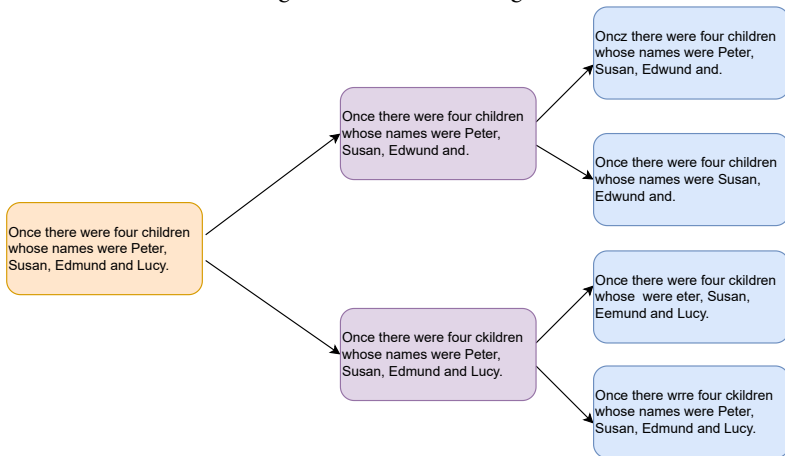 Once there were four children
whose names were Peter,
Susan, Edmund and Lucy.
Once there were four children
whose names were Peter,
Susan, Edwund and.
Once there were four ckildren
whose names were Peter,
Susan, Edmund and Lucy.
Oncz there were four children
whose names were Peter,
Susan, Edwund and.
Once there were four children
whose names were Susan,
Edwund and.
Once there were four ckildren
whose  were eter, Susan,
Eemund and Lucy.
Once there wrre four ckildren
whose names were Peter,
Susan, Edmund and Lucy.